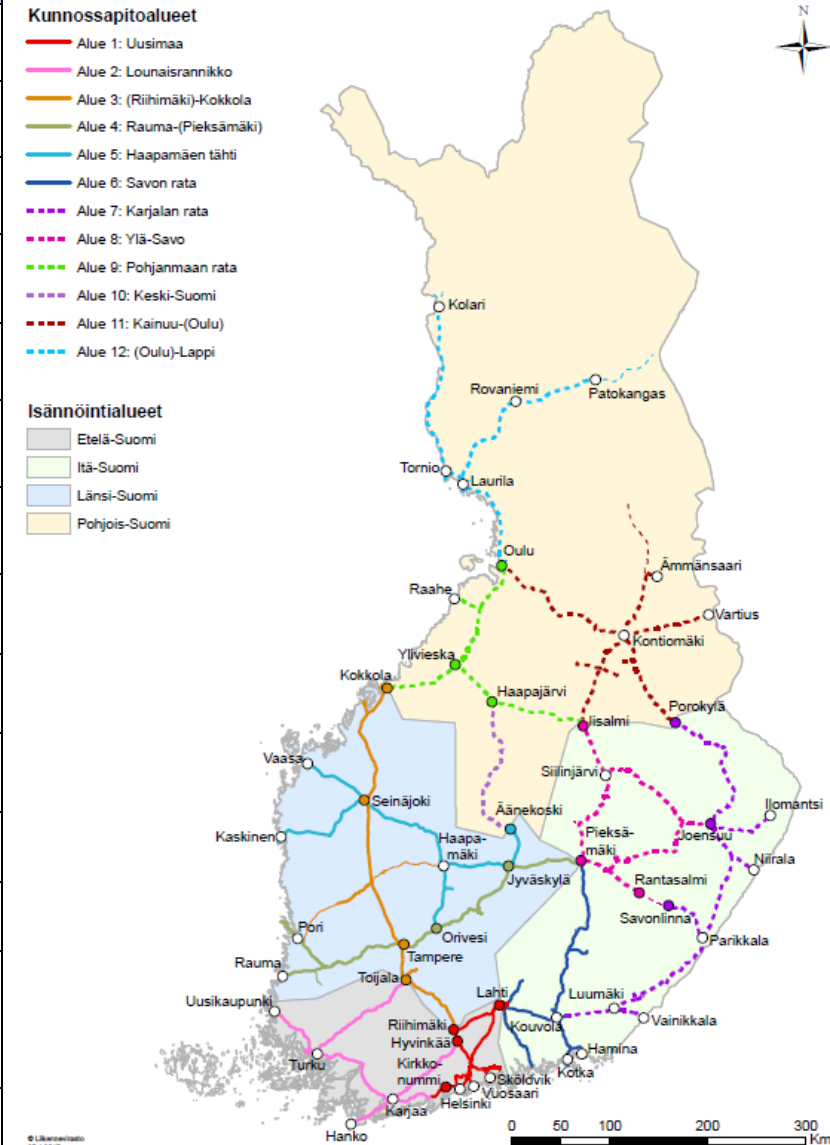 Kunnossapitoalueet
Alue 1: Uusimaa
Alue 2: Lounaisrannikko
Alue 3: (Riihimäki)-Kokkola
Alue 4: Rauma-(Pieksämäki)
Alue 5: Haapamäen tähti
Alue 6: Savon rata
Alue 7: Karjalan rata
Alue 8: Ylä-Savo
Alue 9: Pohjanmaan rata
Alue 10: Keski-Suomi
Alue 11: Kainuu-(Oulu)
Alue 12: (Oulu)-Lappi
Isännöintialueet
Etelä-Suomi
Itä-Suomi
Länsi-Suomi
Pohjois-Suomi
N
Kolari
Rovaniemi
Patokangas
Tornio
Laurila
Oulu
Ämmänsaari
Raahe
Vartius
Kontiomäki
Ylivieska
Kokkola
Haapajärvi
Porokylä
Iisalmi
Vaasa
Siilinjärvi
Seinäjoki
Äänekoski
Ilomantsi
Kaskinen
Haapa-
mäki
Pieksä-
mäki
Joensuu
Jyväskylä
Niirala
Rantasalmi
Savonlinna
Pori
Orivesi
Parikkala
Tampere
Rauma
Toijala
Uusikaupunki
Lahti
Luumäki
Vainikkala
Riihimäki
Kouvola
Hyvinkää
Turku
Kirkko-
nummi
Hamina
Kotka
Sköldvik
Vuosaari
Helsinki
Karjaa
Hanko
0 50 100 200 300
Km
© Liikennevirasto